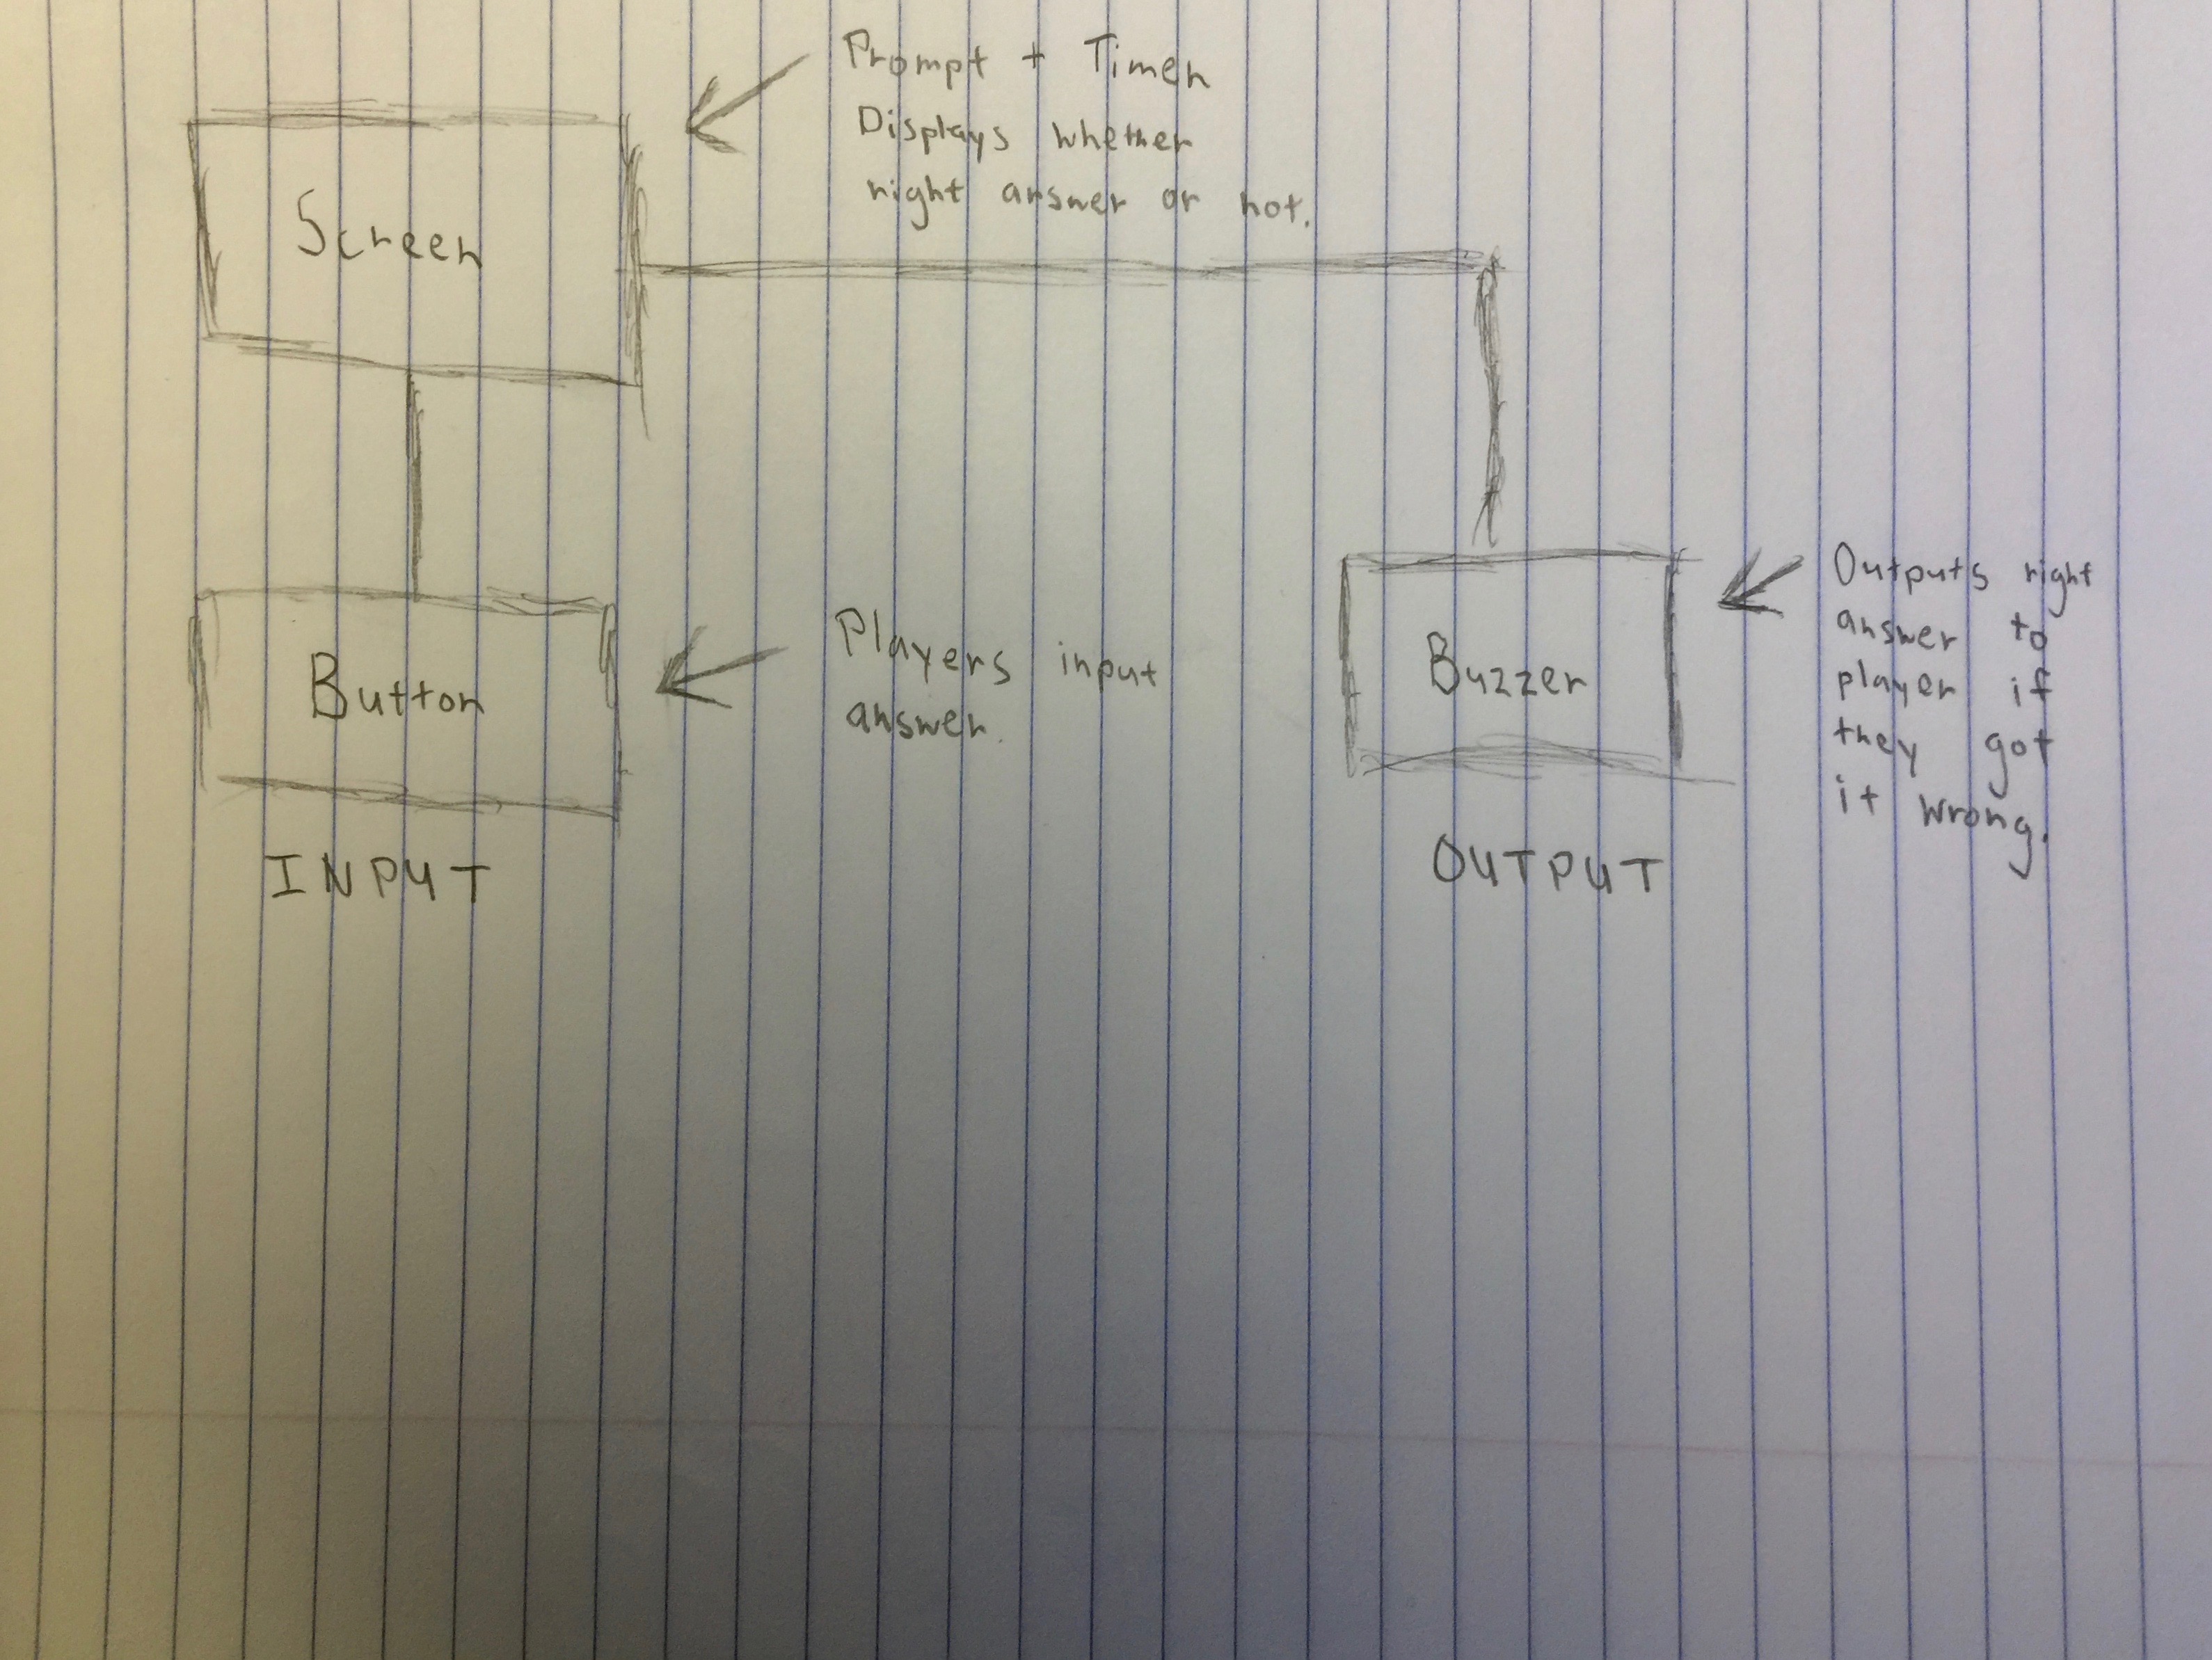 Prompt + Timer
Displays whether
right answer or not.
Screen
Button
Players input
answer.
INPUT
Buzzer
Outputs right
answer to
player if
they got
it wrong.
OUTPUT